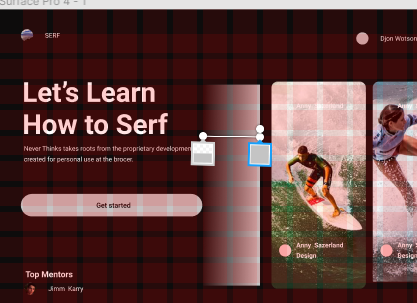 Surface Pro 4 - 1
SERF
Djon Wotson
Let's Learn
How to Serf
Never Thinks takes roots from the proprietary developmen
created for personal use at the brocer.
Get started
Top Mentors
Jimm Karry
Anny Sazerland
Anny Sazerland
Design
Anny
Anny S
Design